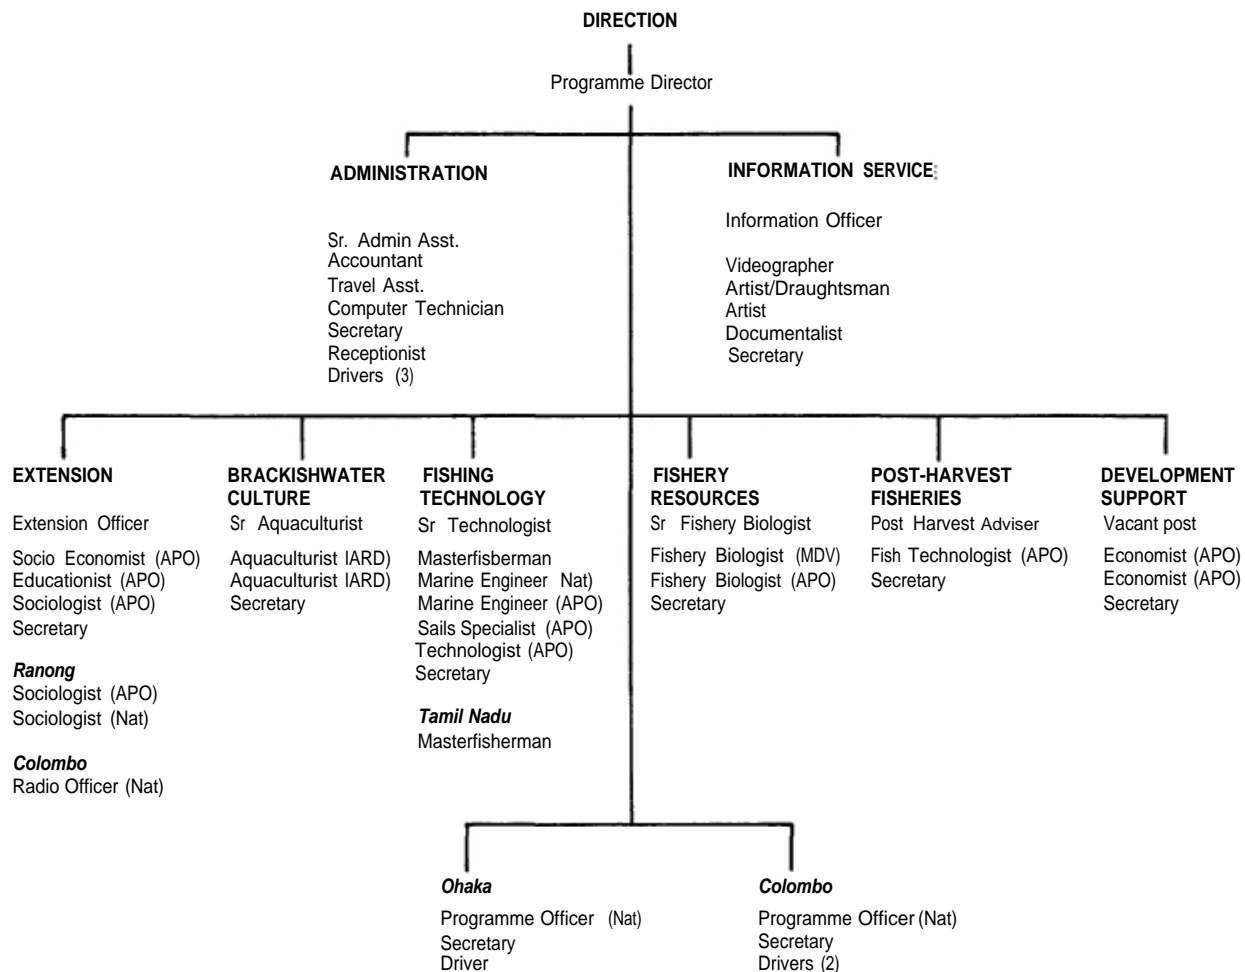 DIRECTION
Programme Director
ADMINISTRATION
Sr. Admin Asst.
Accountant
Travel Asst.
Computer Technician
Secretary
Receptionist
Drivers (3)
INFORMATION SERVICE
Information Officer
Videographer
Artist/Draughtsman
Artist
Documentalist
Secretary
EXTENSION
Extension Officer
Socio Economist (APO)
Educationist (APO)
Sociologist (APO)
Secretary
Ranong
Sociologist (APO)
Sociologist (Nat)
Colombo
Radio Officer (Nat)
BRACKISHWATER
CULTURE
Sr Aquaculturist
Aquaculturist IARD)
Aquaculturist IARD)
Secretary
FISHING
TECHNOLOGY
Sr Technologist
Masterfisberman
Marine Engineer Nat)
Marine Engineer (APO)
Sails Specialist (APO)
Technologist (APO)
Secretary
Tamil Nadu
Masterfisherman
FISHERY
RESOURCES
Sr Fishery Biologist
Fishery Biologist (MDV)
Fishery Biologist (APO)
Secretary
POST-HARVEST
FISHERIES
Post Harvest Adviser
Fish Technologist (APO)
Secretary
DEVELOPMENT
SUPPORT
Vacant post
Economist (APO)
Economist (APO)
Secretary
Ohaka
Programme Officer (Nat)
Secretary
Driver
Colombo
Programme Officer (Nat)
Secretary
Drivers (2)